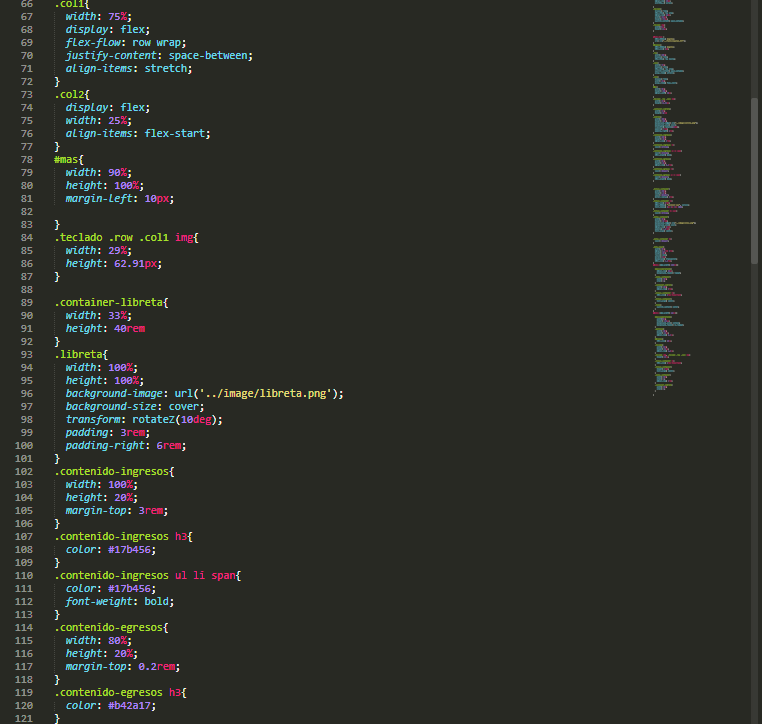 66 .col1{
67 width: 75%;
68 display: flex;
69 flex-flow: row wrap;
70 justify-content: space-between;
71 align-items: stretch;
72 }
73 .col2{
74 display: flex;
75 width: 25%;
76 align-items: flex-start;
77 }
78 #mas{
79 width: 90%;
80 height: 100%;
81 margin-left: 10px;
82
83 }
84 .teclado .row .col1 img{
85 width: 29%;
86 height: 62.91px;
87 }
88
89 .container-libreta{
90 width: 33%;
91 height: 40rem
92 }
93 .libreta{
94 width: 100%;
95 height: 100%;
96 background-image: url('../image/libreta.png');
97 background-size: cover;
98 transform: rotateZ(10deg);
99 padding: 3rem;
100 padding-right: 6rem;
101 }
102 .contenido-ingresos{
103 width: 100%;
104 height: 20%;
105 margin-top: 3rem;
106 }
107 .contenido-ingresos h3{
108 color: #17b456;
109 }
110 .contenido-ingresos ul li span{
111 color: #17b456;
112 font-weight: bold;
113 }
114 .contenido-egresos{
115 width: 80%;
116 height: 20%;
117 margin-top: 0.2rem;
118 }
119 .contenido-egresos h3{
120 color: #b42a17;
121 }